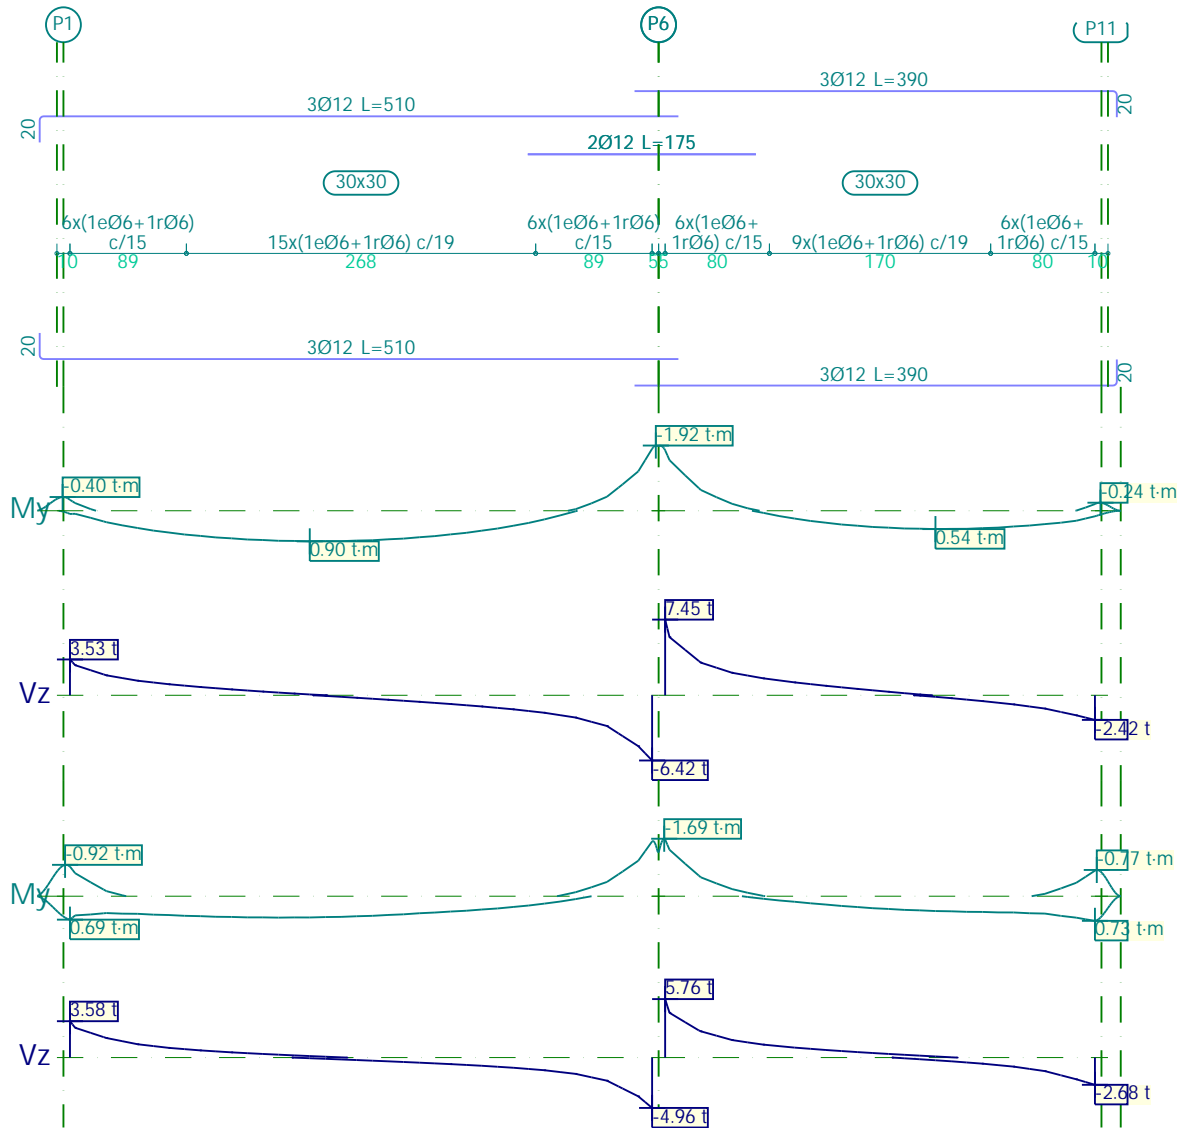 P1
P6
P11
3Ø12 L=390
20
3Ø12 L=510
20
2Ø12 L=175
30x30
30x30
6x(1eØ6+1rØ6)
c/15
15x(1eØ6+1rØ6) c/19
6x(1eØ6+1rØ6)
c/15
6x(1eØ6+
1rØ6) c/15
9x(1eØ6+1rØ6) c/19
6x(1eØ6+
1rØ6) c/15
10
89
268
89
5
5
80
170
80
10
20
3Ø12 L=510
3Ø12 L=390
20
-1.92 t·m
-0.40 t·m
-0.24 t·m
My
0.90 t·m
0.54 t·m
7.45 t
3.53 t
Vz
-2.42 t
-6.42 t
-1.69 t·m
-0.92 t·m
-0.77 t·m
My
0.69 t·m
0.73 t·m
5.76 t
3.58 t
Vz
-2.68 t
-4.96 t